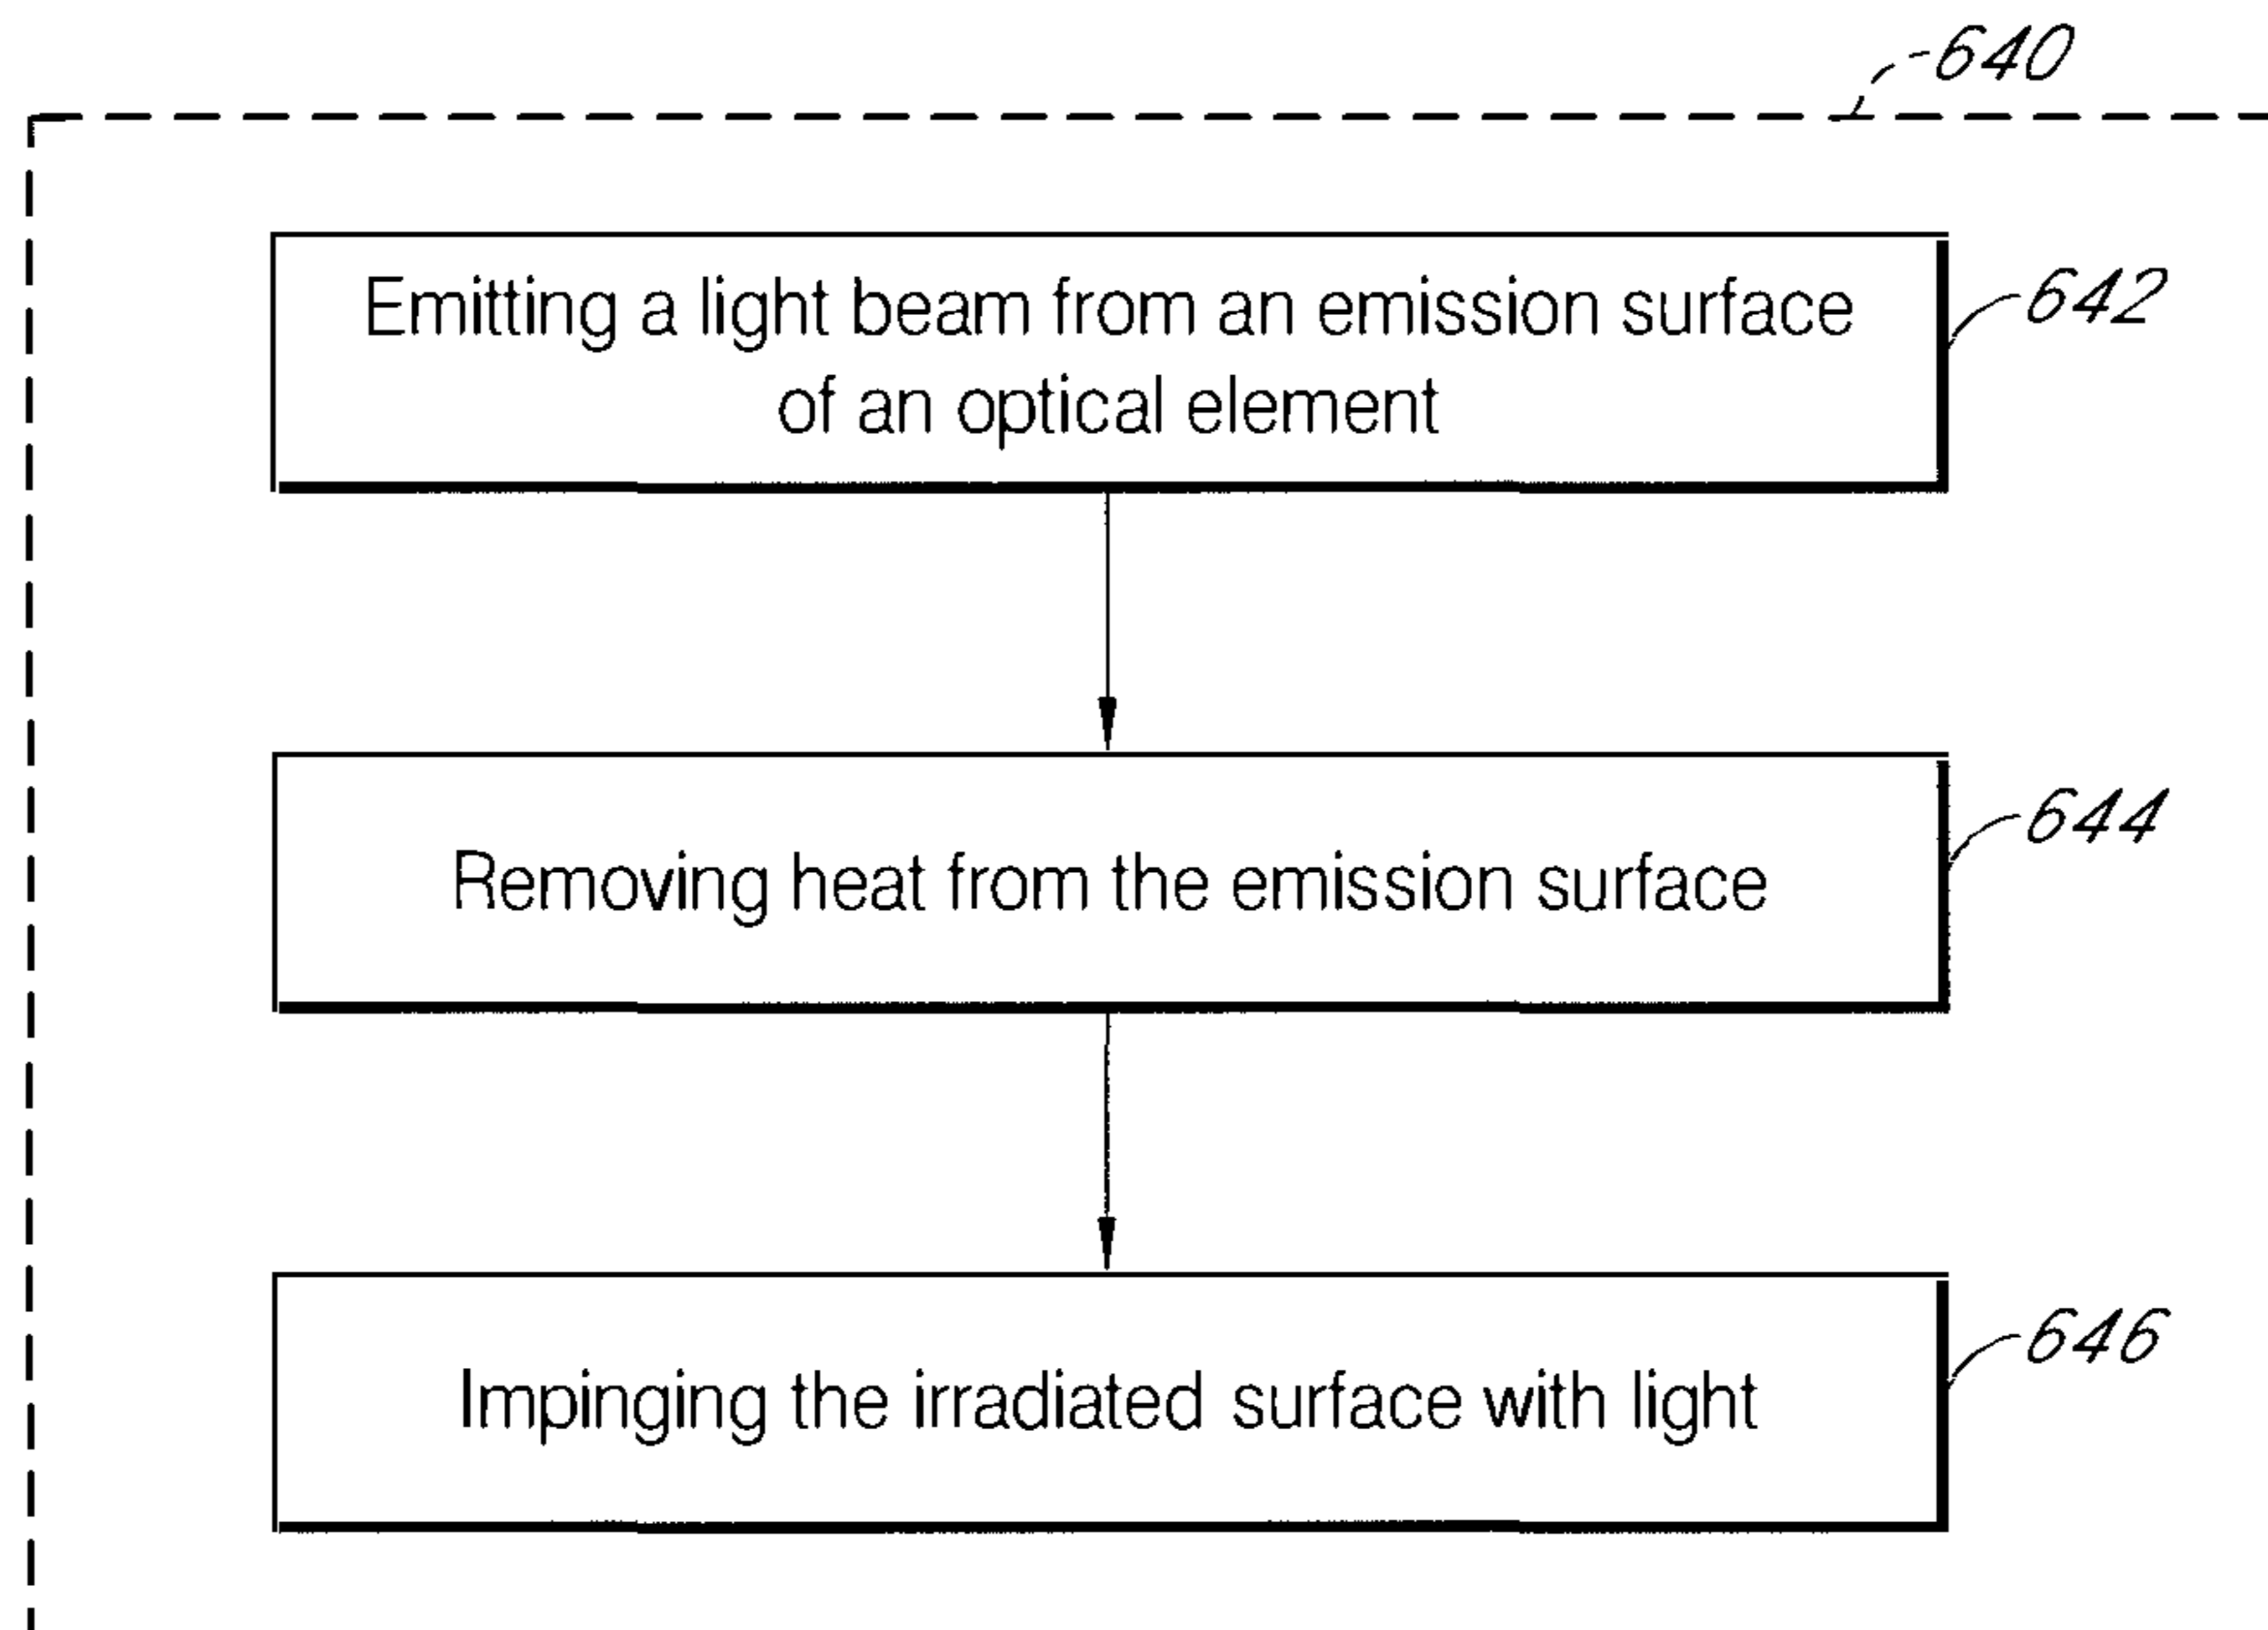 640
Emitting a light beam from an emission surface
of an optical element
642
Removing heat from the emission surface
644
Impinging the irradiated surface with light
646